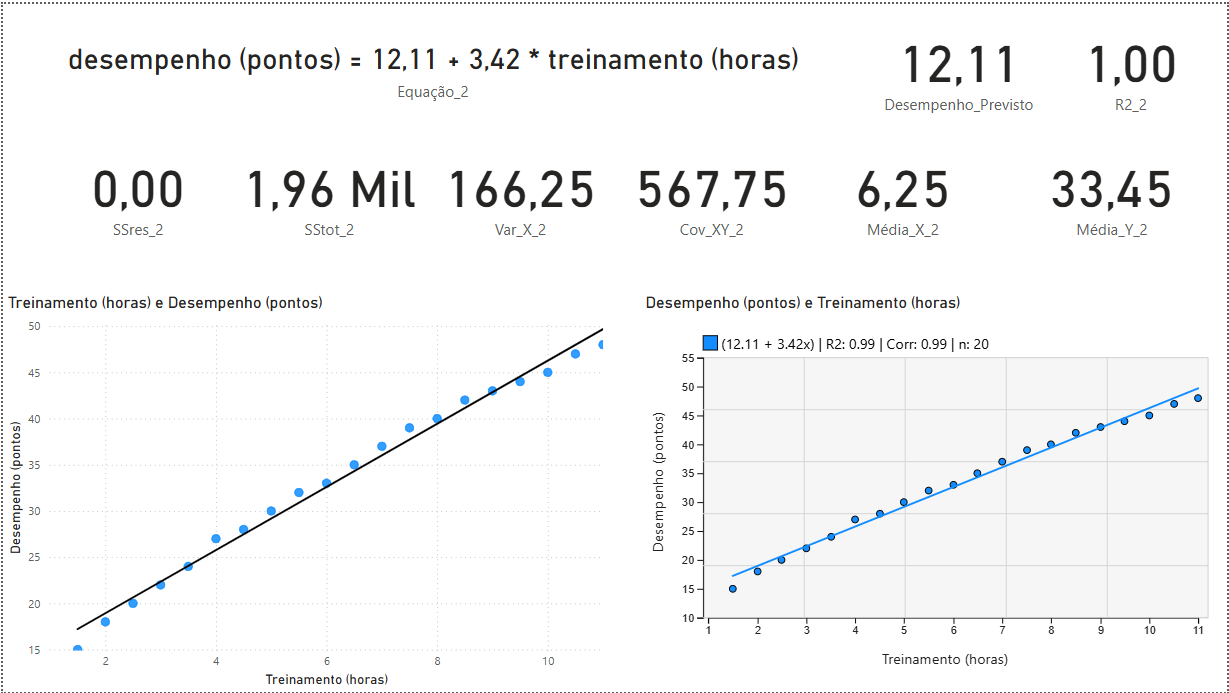 desempenho (pontos) = 12,11 + 3,42 * treinamento (horas)
Equação_2
12,11
Desempenho_Previsto
1,00
R2_2
0,00
SSres_2
1,96 Mil
SStot_2
166,25
Var_X_2
567,75
Cov_XY_2
6,25
Média_X_2
33,45
Média_Y_2
Treinamento (horas) e Desempenho (pontos)
50
45
40
35
30
25
20
15
Desempenho (pontos)
2
4
6
8
10
Treinamento (horas)
Desempenho (pontos) e Treinamento (horas)
(12.11 + 3.42x) | R2: 0.99 | Corr: 0.99 | n: 20
55
50
45
40
35
30
25
20
15
10
Desempenho (pontos)
1
2
3
4
5
6
7
8
9
10
11
Treinamento (horas)